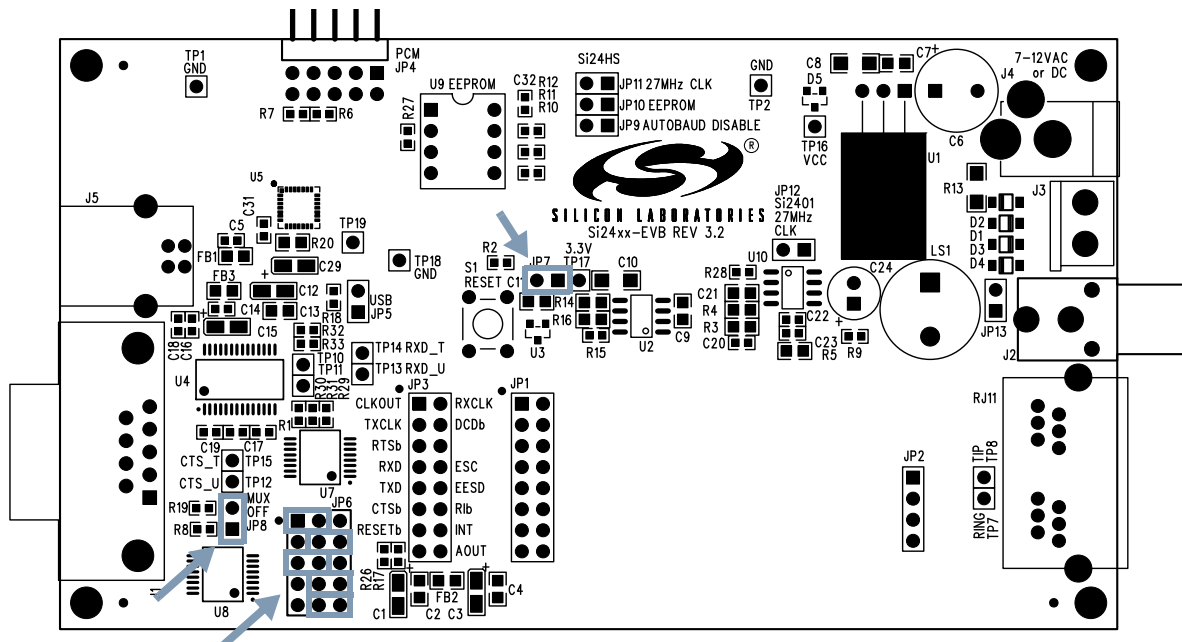 TP1
GND
PCM
JP4
R7
R6
R27
U9 EEPROM
C32
R12
R11
R10
Si24HS
JP11 27MHz CLK
JP10 EEPROM
JP9 AUTOBAUD DISABLE
GND
TP2
C8
D5
C7
+
TP16
VCC
C6
U1
7-12VAC
or DC
J4
J3
R13
D2
D1
D3
D4
®
SILICON LABORATORIES
Si24xx-EVB REV 3.2
JP12
Si2401
27MHz
CLK
U5
J5
C31
C5
FB1
R20
TP19
C29
+
TP18
GND
FB3
C12
C14
C13
C15
+
C18
C16
+
R18
R32
R33
USB
JP5
S1
RESET
R2
JP7
C11
3.3V
TP17
C10
R14
R16
R15
U3
U2
C9
U10
R28
C21
R4
R3
C20
C22
C23
R5
C24
+
R9
LS1
JP13
J2
U4
TP10
TP11
TP14 RXD_T
TP13 RXD_U
R30
R31
R29
R1
C19
C17
CTS_T
TP15
CTS_U
TP12
MUX
OFF
JP8
R19
R8
U7
JP6
U8
J1
JP3
JP1
CLKOUT
RXCLK
TXCLK
DCDb
RTSb
RXD
ESC
TXD
EESD
CTSb
RIb
RESETb
INT
AOUT
R26
R17
C1
+
C2
FB2
C3
+
C4
JP2
RJ11
TIP
TP8
RING
TP7